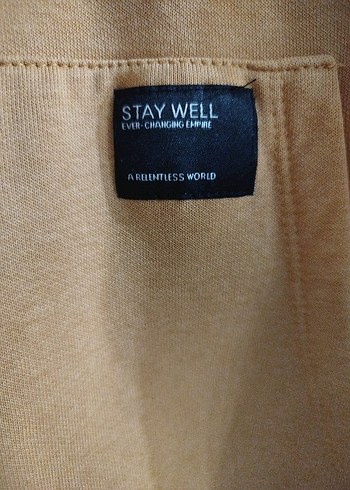 STAY WELL
EVER-CHANGING EMPIRE
A RELENTLESS WORLD